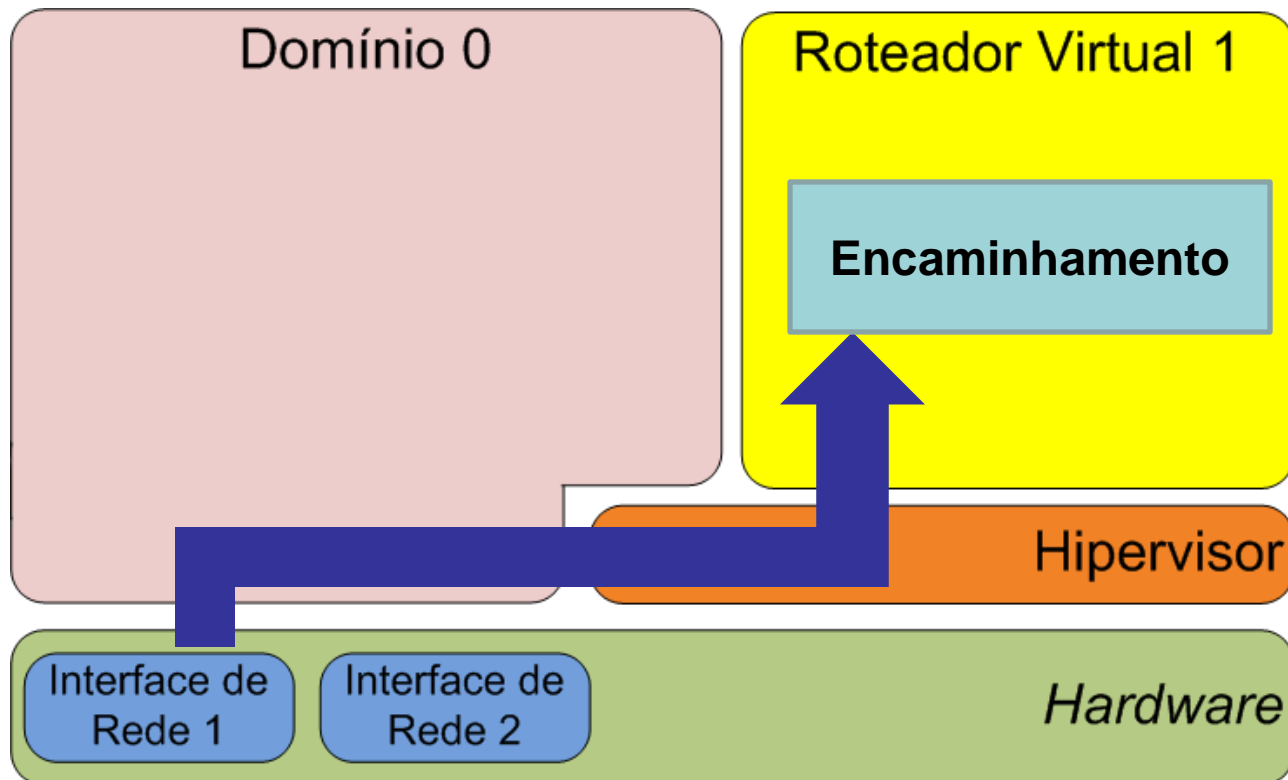 Domínio 0
Roteador Virtual 1
Encaminhamento
Hipervisor
Interface de
Rede 1
Interface de
Rede 2
Hardware